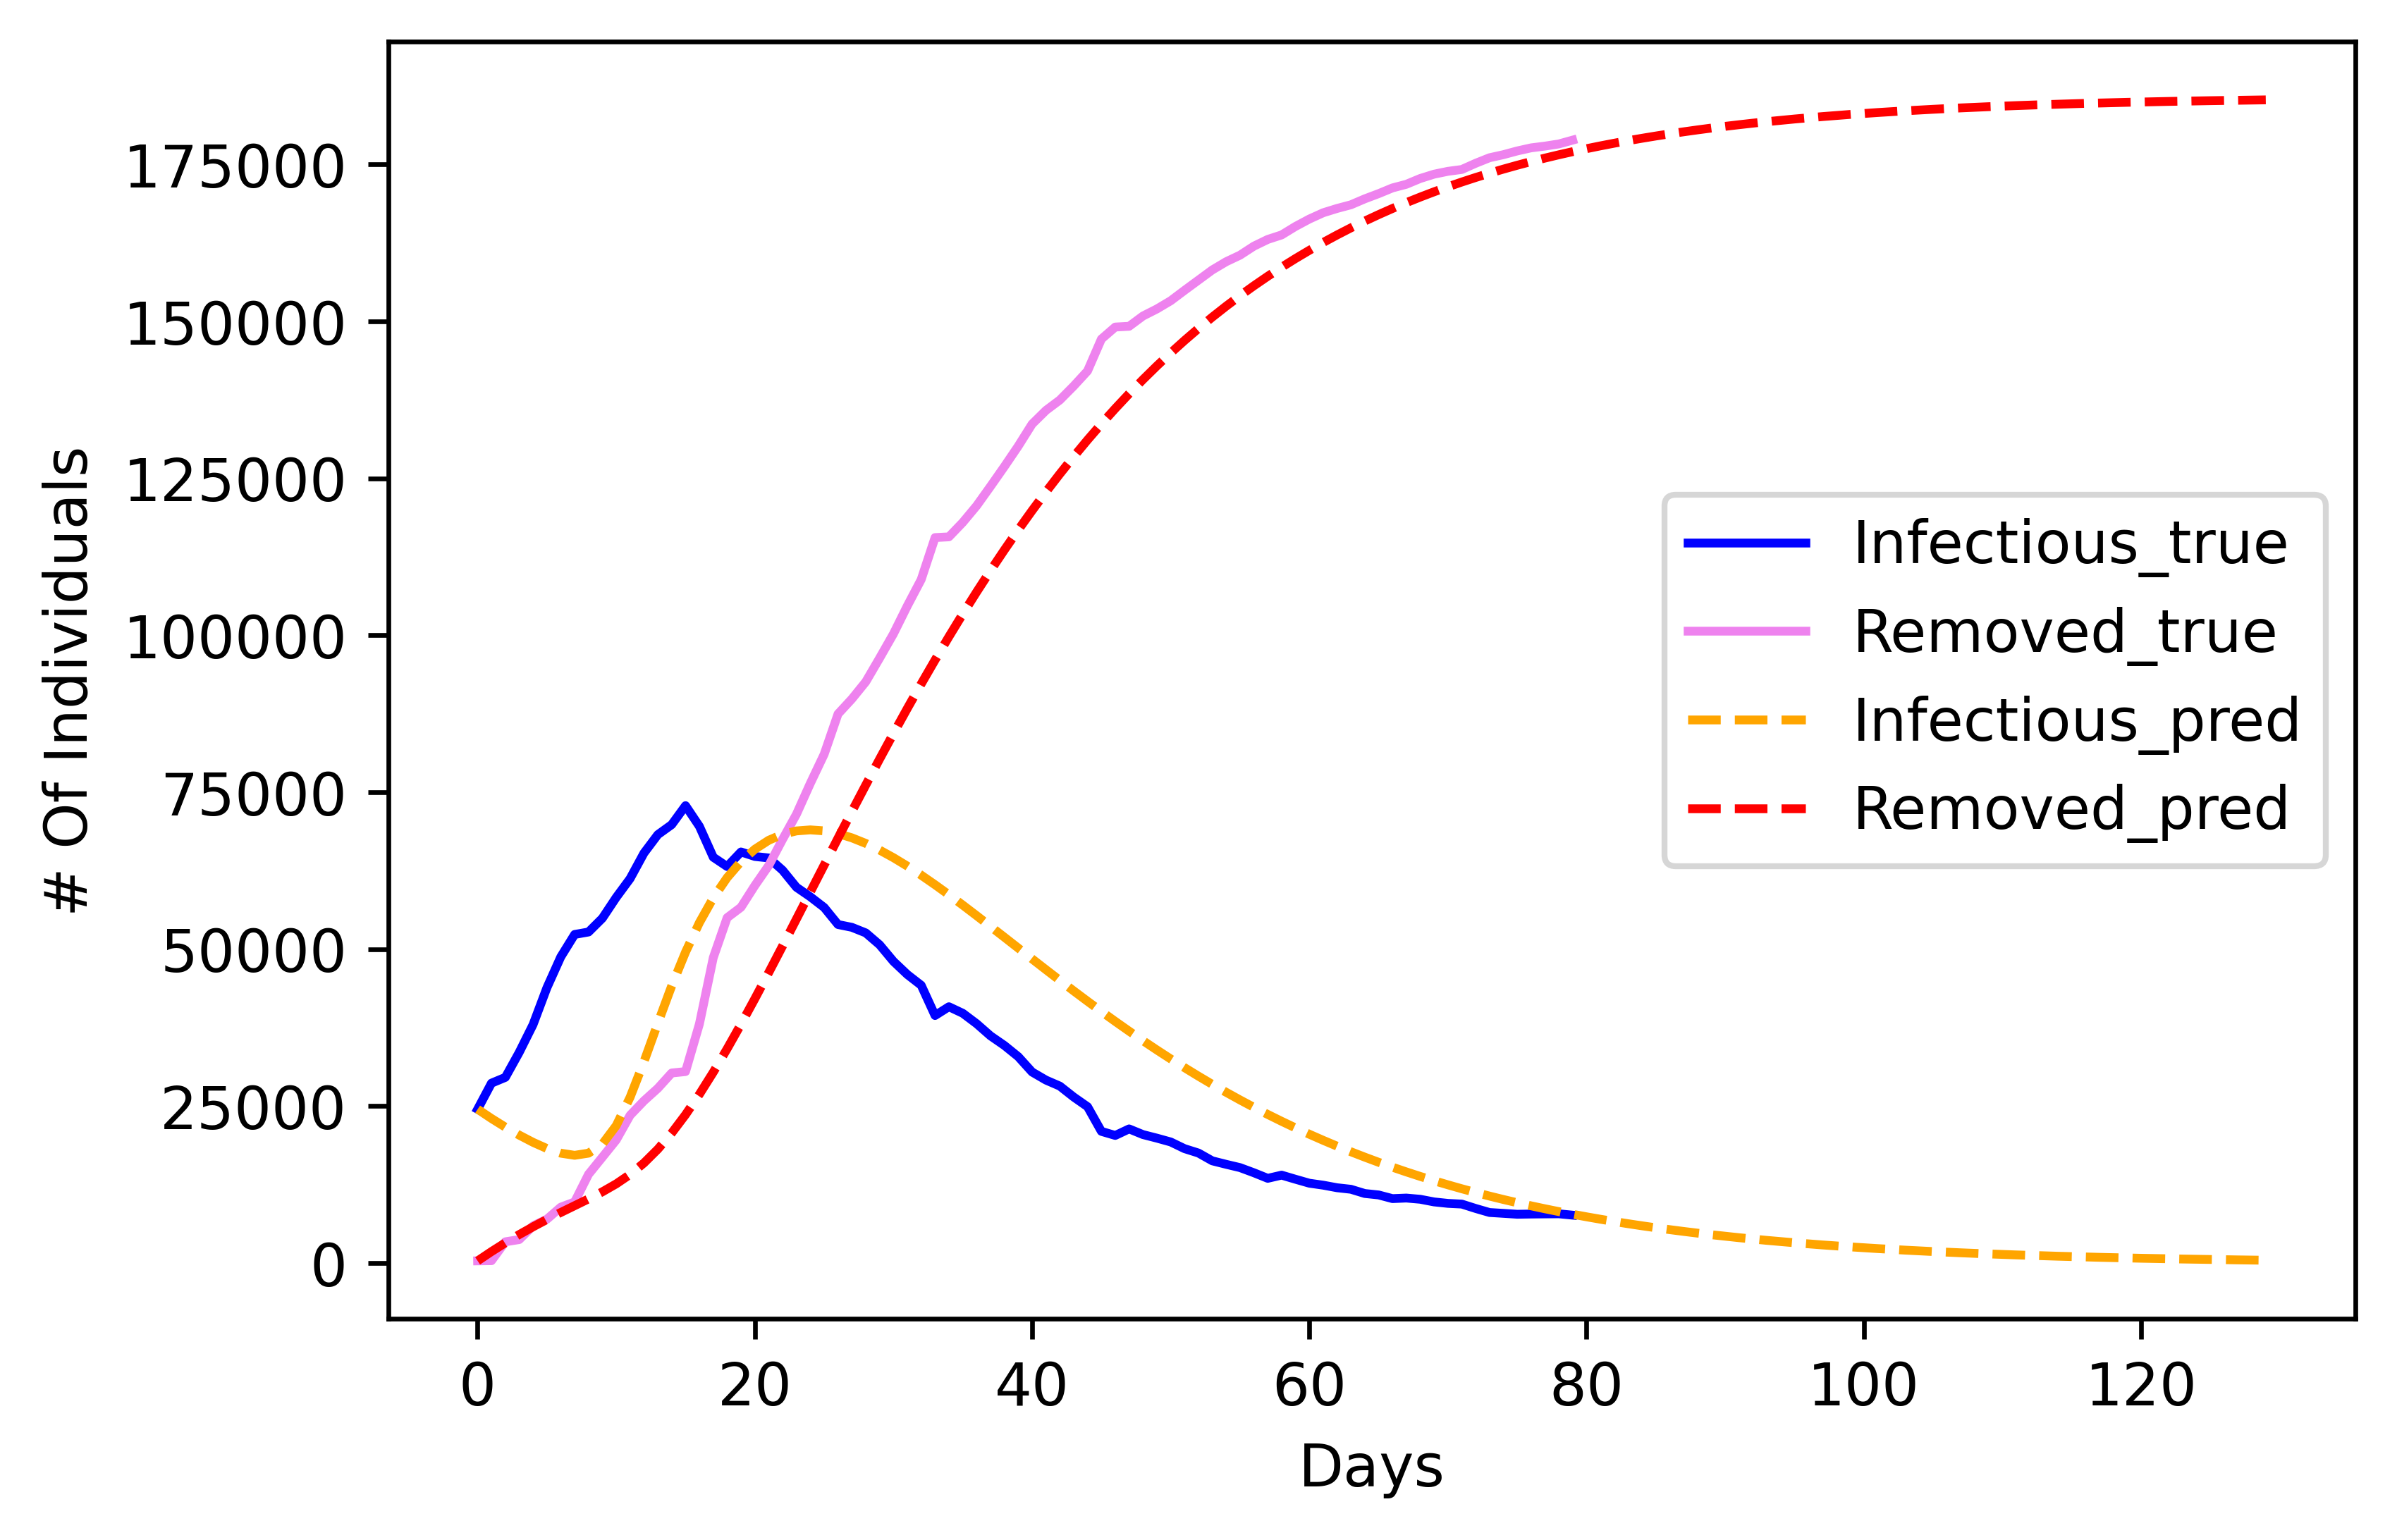 # Of Individuals
175000
150000
125000
100000
75000
50000
25000
0
0 20 40 60 80 100 120
Days
Infectious_true
Removed_true
Infectious_pred
Removed_pred